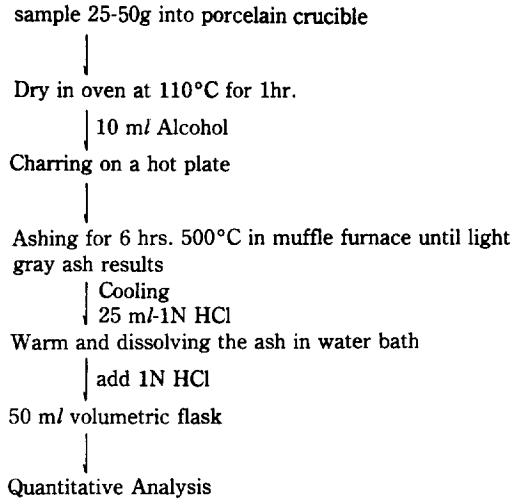 sample 25-50g into porcelain crucible
Dry in oven at 110°C for 1hr.
10 ml Alcohol
Charring on a hot plate
Ashing for 6 hrs. 500°C in muffle furnace until light
gray ash results
Cooling
25 ml-1N HCl
Warm and dissolving the ash in water bath
add 1N HCl
50 ml volumetric flask
Quantitative Analysis